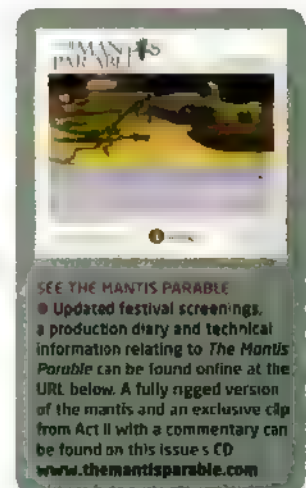 THE MANTIS
PARABLE
SEE THE MANTIS PARABLE
● Updated festival screenings,
a production diary and technical
information relating to The Mantis
Parable can be found online at the
URL below. A fully rigged version
of the mantis and an exclusive clip
from Act II with a commentary can
be found on this issue's CD
www.themantisparable.com